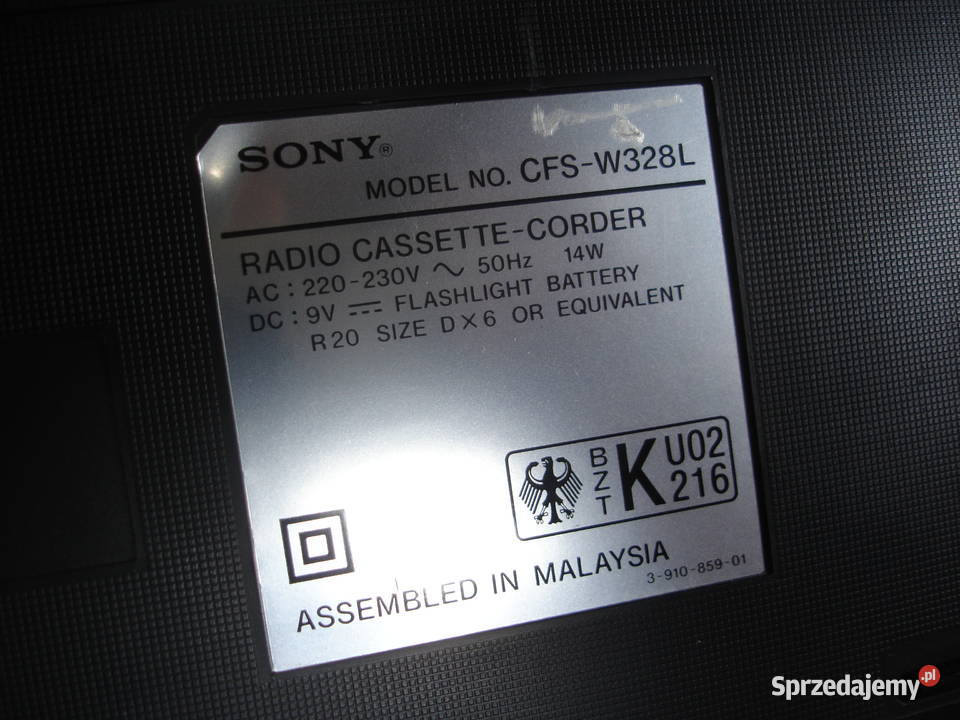 SONY®
MODEL NO. CFS-W328L
RADIO CASSETTE-CORDER
AC : 220-230V ～ 50Hz 14W
DC : 9V ⎓ FLASHLIGHT BATTERY
R20 SIZE D×6 OR EQUIVALENT
BZT K U02 216
ASSEMBLED IN MALAYSIA
3-910-859-01
Sprzedajemy.pl